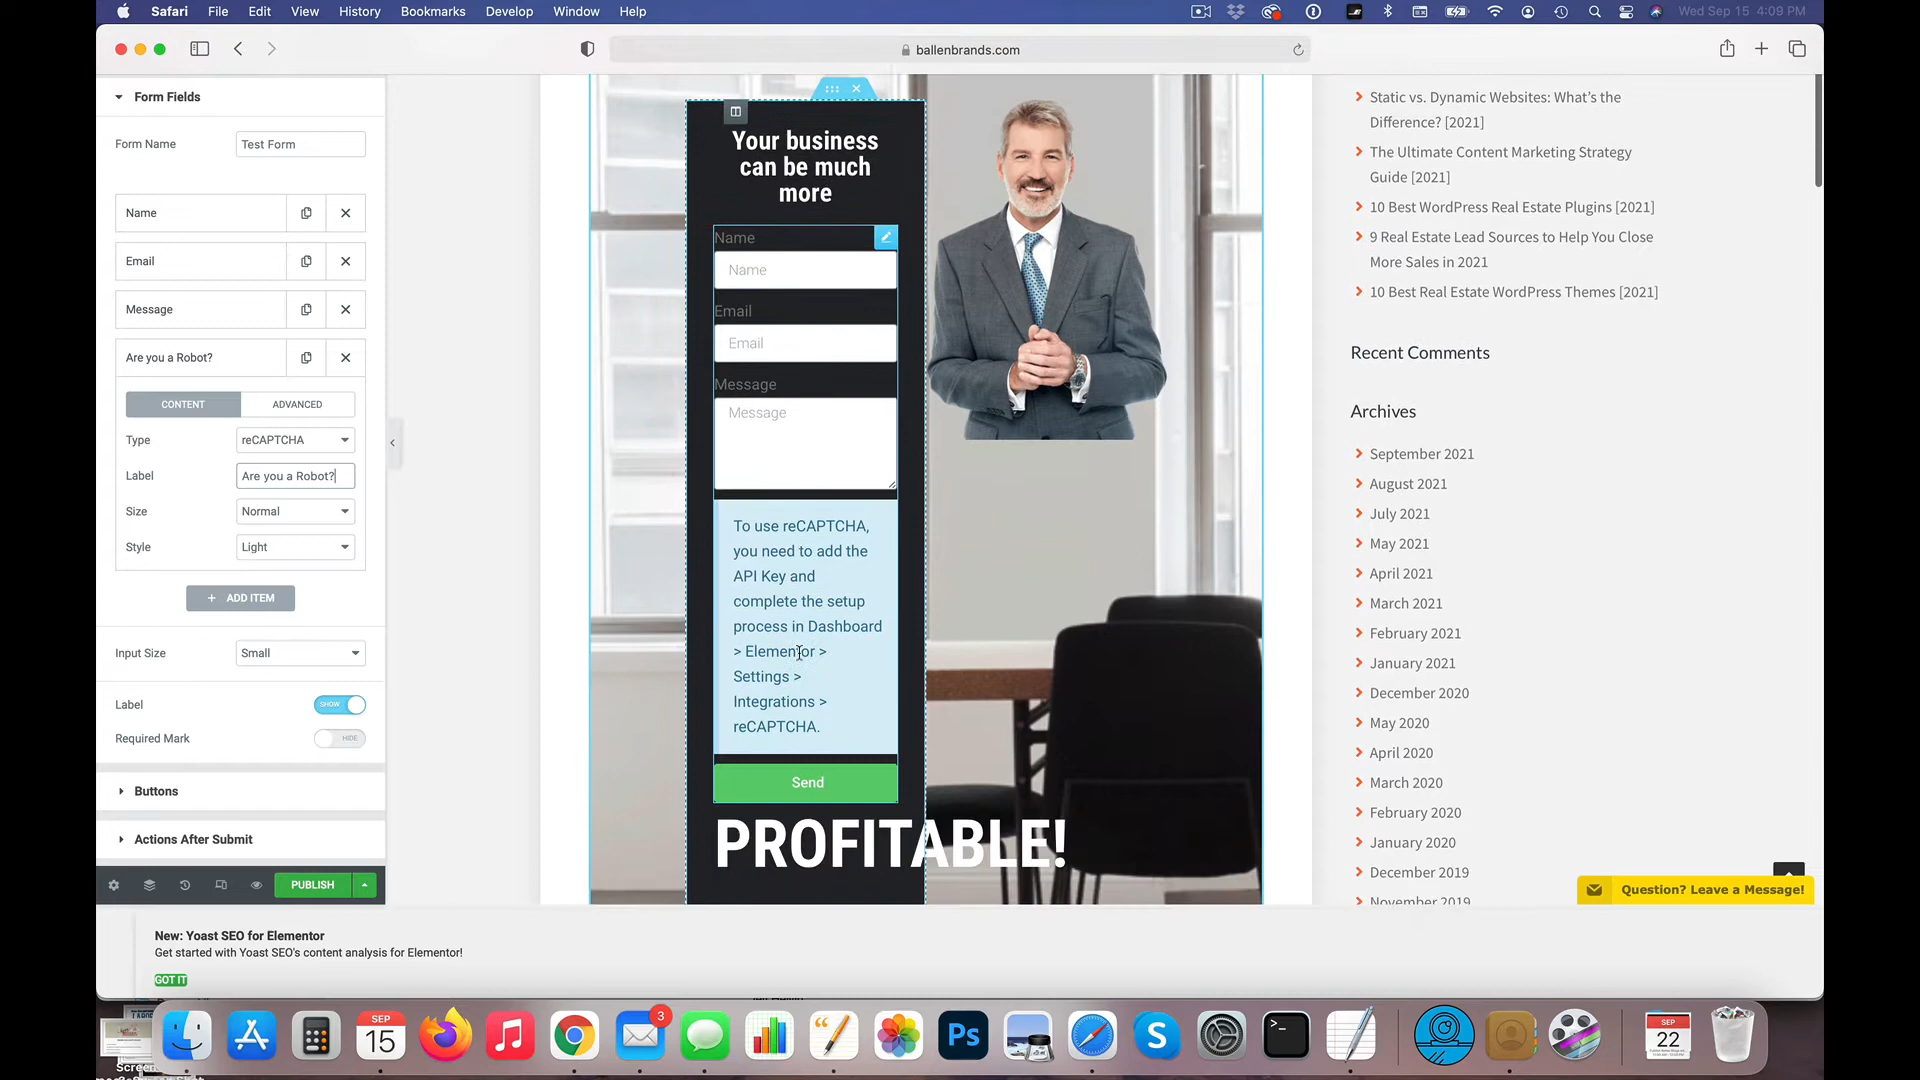 Safari File Edit View History Bookmarks Develop Window Help
Wed Sep 15 4:09 PM
ballenbrands.com
Form Fields
Form Name
Test Form
Name
Email
Message
Are you a Robot?
CONTENT
ADVANCED
Type
reCAPTCHA
Label
Are you a Robot?
Size
Normal
Style
Light
+ ADD ITEM
Input Size
Small
Label
SHOW
Required Mark
HIDE
Buttons
Actions After Submit
PUBLISH
Your business
can be much
more
Name
Name
Email
Email
Message
Message
To use reCAPTCHA,
you need to add the
API Key and
complete the setup
process in Dashboard
> Elementor >
Settings >
Integrations >
reCAPTCHA.
Send
PROFITABLE!
Static vs. Dynamic Websites: What's the
Difference? [2021]
The Ultimate Content Marketing Strategy
Guide [2021]
10 Best WordPress Real Estate Plugins [2021]
9 Real Estate Lead Sources to Help You Close
More Sales in 2021
10 Best Real Estate WordPress Themes [2021]
Recent Comments
Archives
September 2021
August 2021
July 2021
May 2021
April 2021
March 2021
February 2021
January 2021
December 2020
May 2020
April 2020
March 2020
February 2020
January 2020
December 2019
November 2019
Question? Leave a Message!
New: Yoast SEO for Elementor
Get started with Yoast SEO's content analysis for Elementor!
GOT IT
SEP
15
3
Ps
SEP
22
Screen